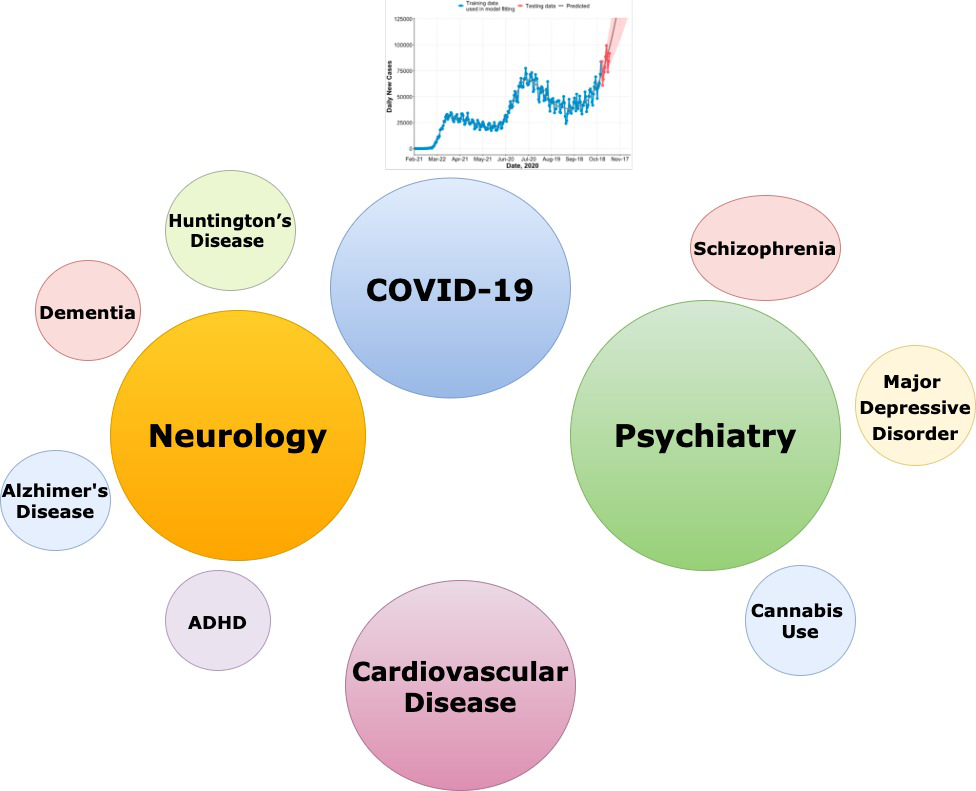 Training data
used in model fitting
Testing data
Predicted
125000
100000
75000
50000
25000
0
Daily New Cases
Feb-21 Mar-22 Apr-21 May-21 Jun-20 Jul-20 Aug-19 Sep-18 Oct-18 Nov-17
Date, 2020
Huntington’s
Disease
COVID-19
Schizophrenia
Dementia
Neurology
Psychiatry
Major
Depressive
Disorder
Alzhimer's
Disease
ADHD
Cannabis
Use
Cardiovascular
Disease